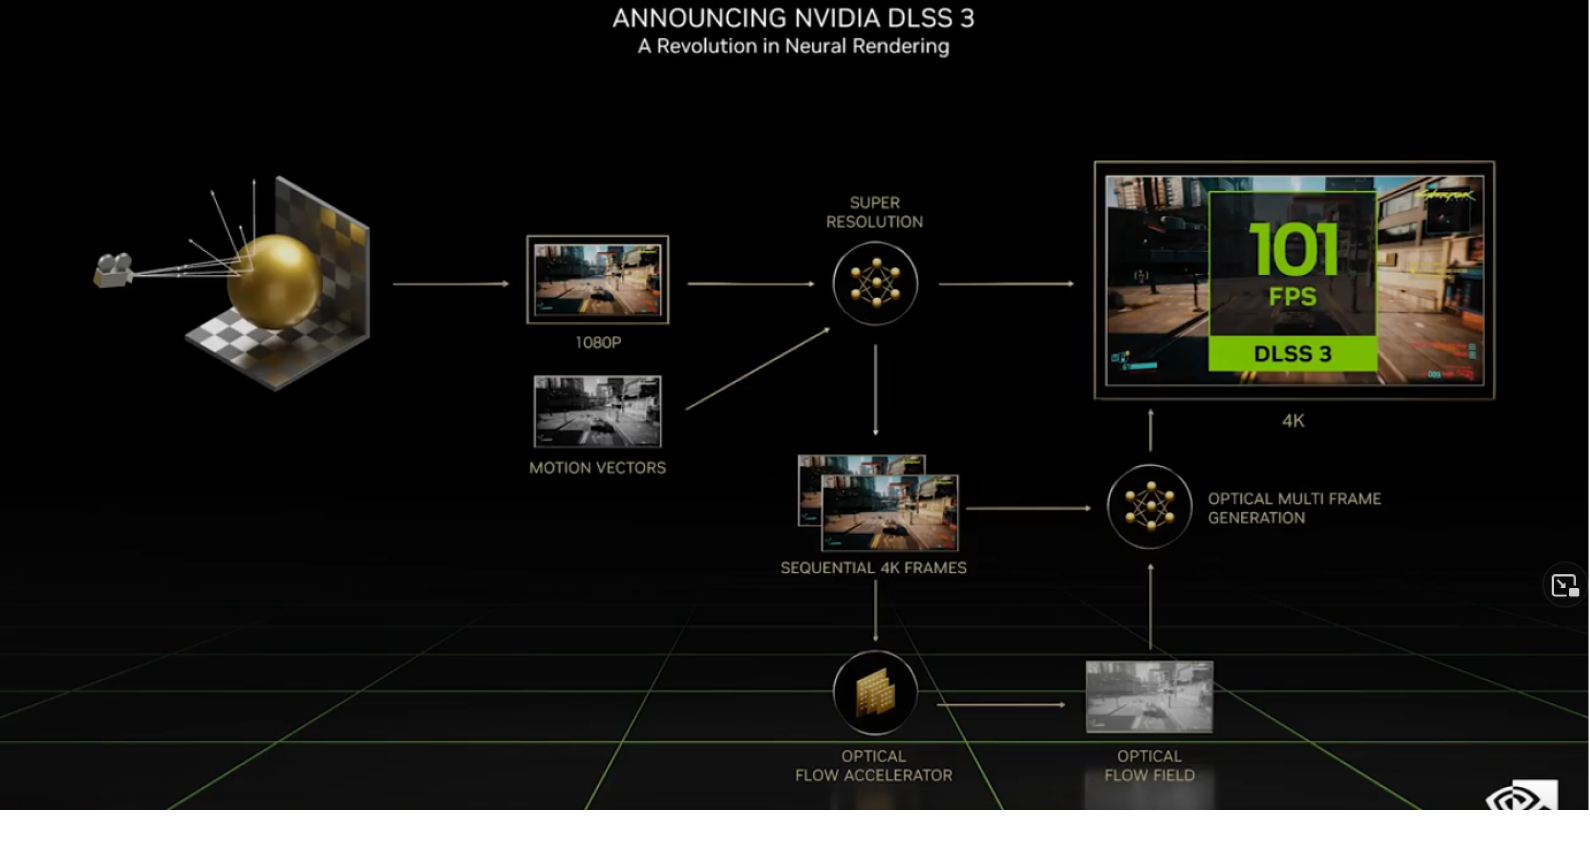 ANNOUNCING NVIDIA DLSS 3
A Revolution in Neural Rendering
SUPER
RESOLUTION
1080P
MOTION VECTORS
101
FPS
DLSS 3
4K
SEQUENTIAL 4K FRAMES
OPTICAL MULTI FRAME
GENERATION
OPTICAL
FLOW ACCELERATOR
OPTICAL
FLOW FIELD